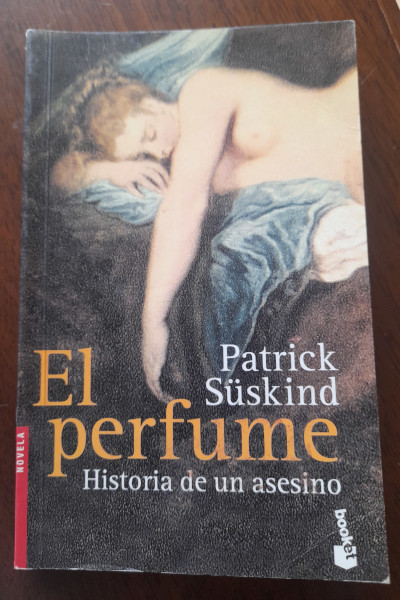 Patrick
Süskind
El
perfume
Historia de un asesino
NOVELA
booket